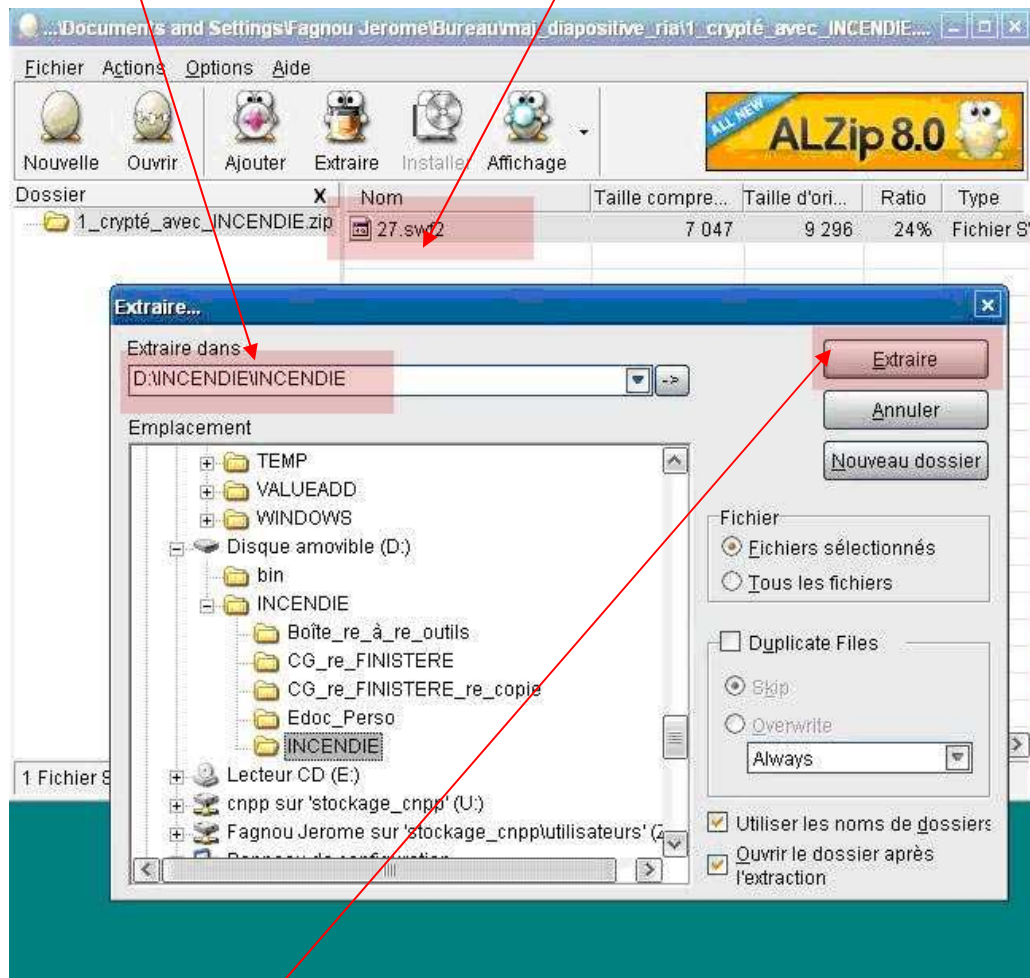 ...\Documents and Settings\Fagnou Jerome\Bureau\maj_diapositive_ria\1_crypté_avec_INCENDIE....
Fichier Actions Options Aide
Nouvelle Ouvrir Ajouter Extraire Installer Affichage
ALL NEW
ALZip 8.0
Dossier X Nom Taille compre... Taille d'ori... Ratio Type
1_crypté_avec_INCENDIE.zip 27.swf2 7 047 9 296 24% Fichier S
Extraire...
Extraire dans
D:\INCENDIE\INCENDIE
->
Extraire
Annuler
Nouveau dossier
Emplacement
TEMP
VALUEADD
WINDOWS
Disque amovible (D:)
bin
INCENDIE
Boîte_re_à_re_outils
CG_re_FINISTERE
CG_re_FINISTERE_re_copie
Edoc_Perso
INCENDIE
Lecteur CD (E:)
cnpp sur 'stockage_cnpp' (U:)
Fagnou Jerome sur 'stockage_cnpp\utilisateurs' (Z
Panneau de configuration
Fichier
Fichiers sélectionnés
Tous les fichiers
Duplicate Files
Skip
Overwrite
Always
Utiliser les noms de dossiers
Ouvrir le dossier après
l'extraction
1 Fichier S